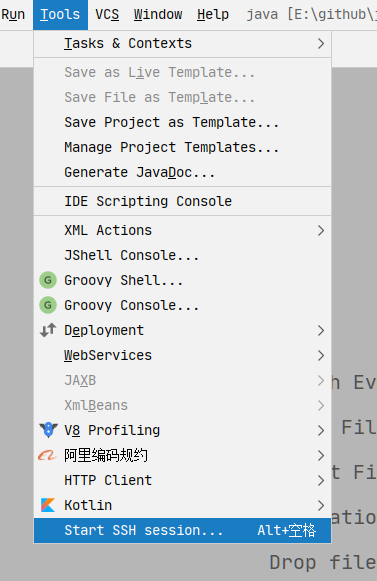 Run Tools VCS Window Help java [E:\github\
Tasks & Contexts
Save as Live Template...
Save File as Template...
Save Project as Template...
Manage Project Templates...
Generate JavaDoc...
IDE Scripting Console
XML Actions
JShell Console...
G Groovy Shell...
G Groovy Console...
Deployment
WebServices
JAXB
h Ev
XmlBeans
Fil
V8 Profiling
阿里编码规约
t Fi
HTTP Client
Kotlin
atio
Start SSH session... Alt+空格
Drop file